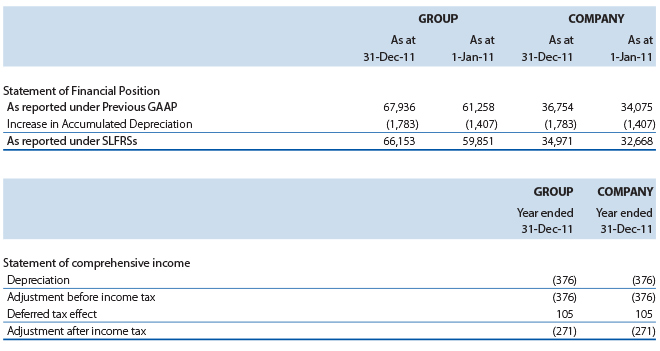 GROUP COMPANY
As at As at As at As at
31-Dec-11 1-Jan-11 31-Dec-11 1-Jan-11
Statement of Financial Position
As reported under Previous GAAP 67,936 61,258 36,754 34,075
Increase in Accumulated Depreciation (1,783) (1,407) (1,783) (1,407)
As reported under SLFRSs 66,153 59,851 34,971 32,668
GROUP COMPANY
Year ended Year ended
31-Dec-11 31-Dec-11
Statement of comprehensive income
Depreciation (376) (376)
Adjustment before income tax (376) (376)
Deferred tax effect 105 105
Adjustment after income tax (271) (271)